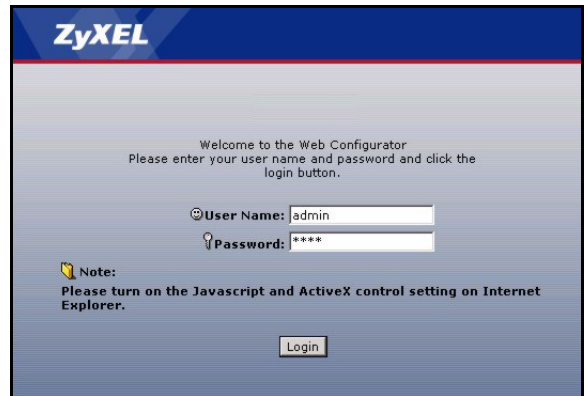 ZyXEL
Welcome to the Web Configurator
Please enter your user name and password and click the
login button.
User Name: admin
Password: ****
Note:
Please turn on the Javascript and ActiveX control setting on Internet
Explorer.
Login